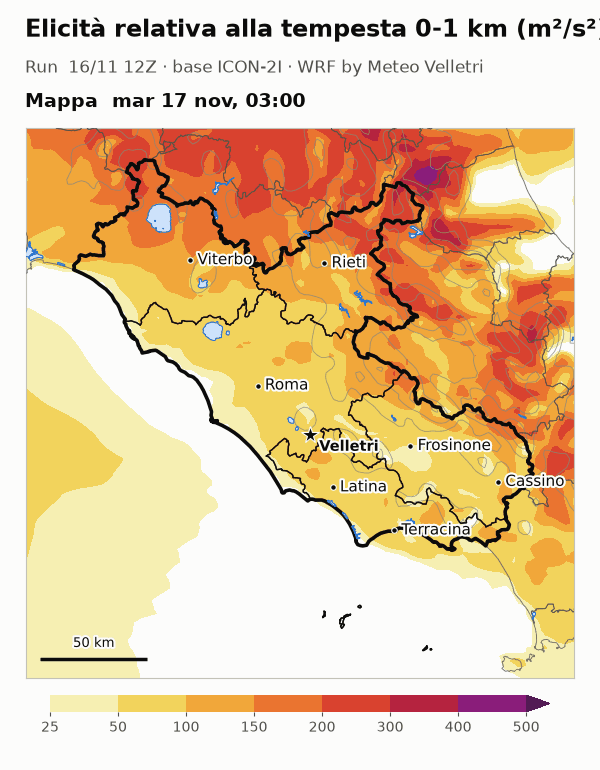 Elicità relativa alla tempesta 0-1 km (m²/s²)
Run 16/11 12Z · base ICON-2I · WRF by Meteo Velletri
Mappa mar 17 nov, 03:00
Viterbo
Rieti
Roma
Velletri
Frosinone
Cassino
Latina
Terracina
50 km
25 50 100 150 200 300 400 500